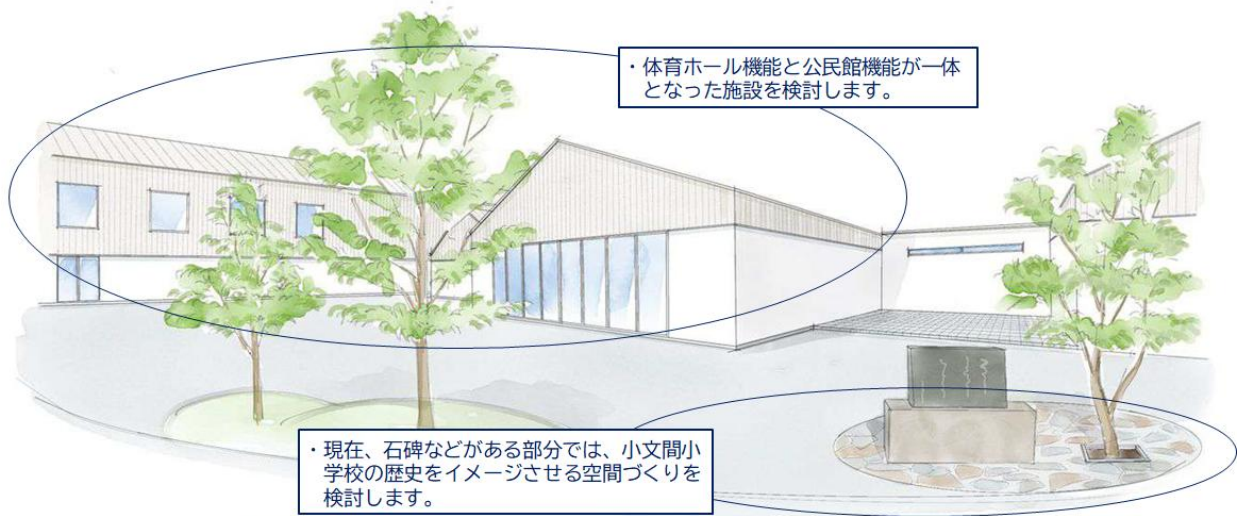 ・体育ホール機能と公民館機能が一体
となった施設を検討します。
・現在、石碑などがある部分では、小文間小
学校の歴史をイメージさせる空間づくりを
検討します。